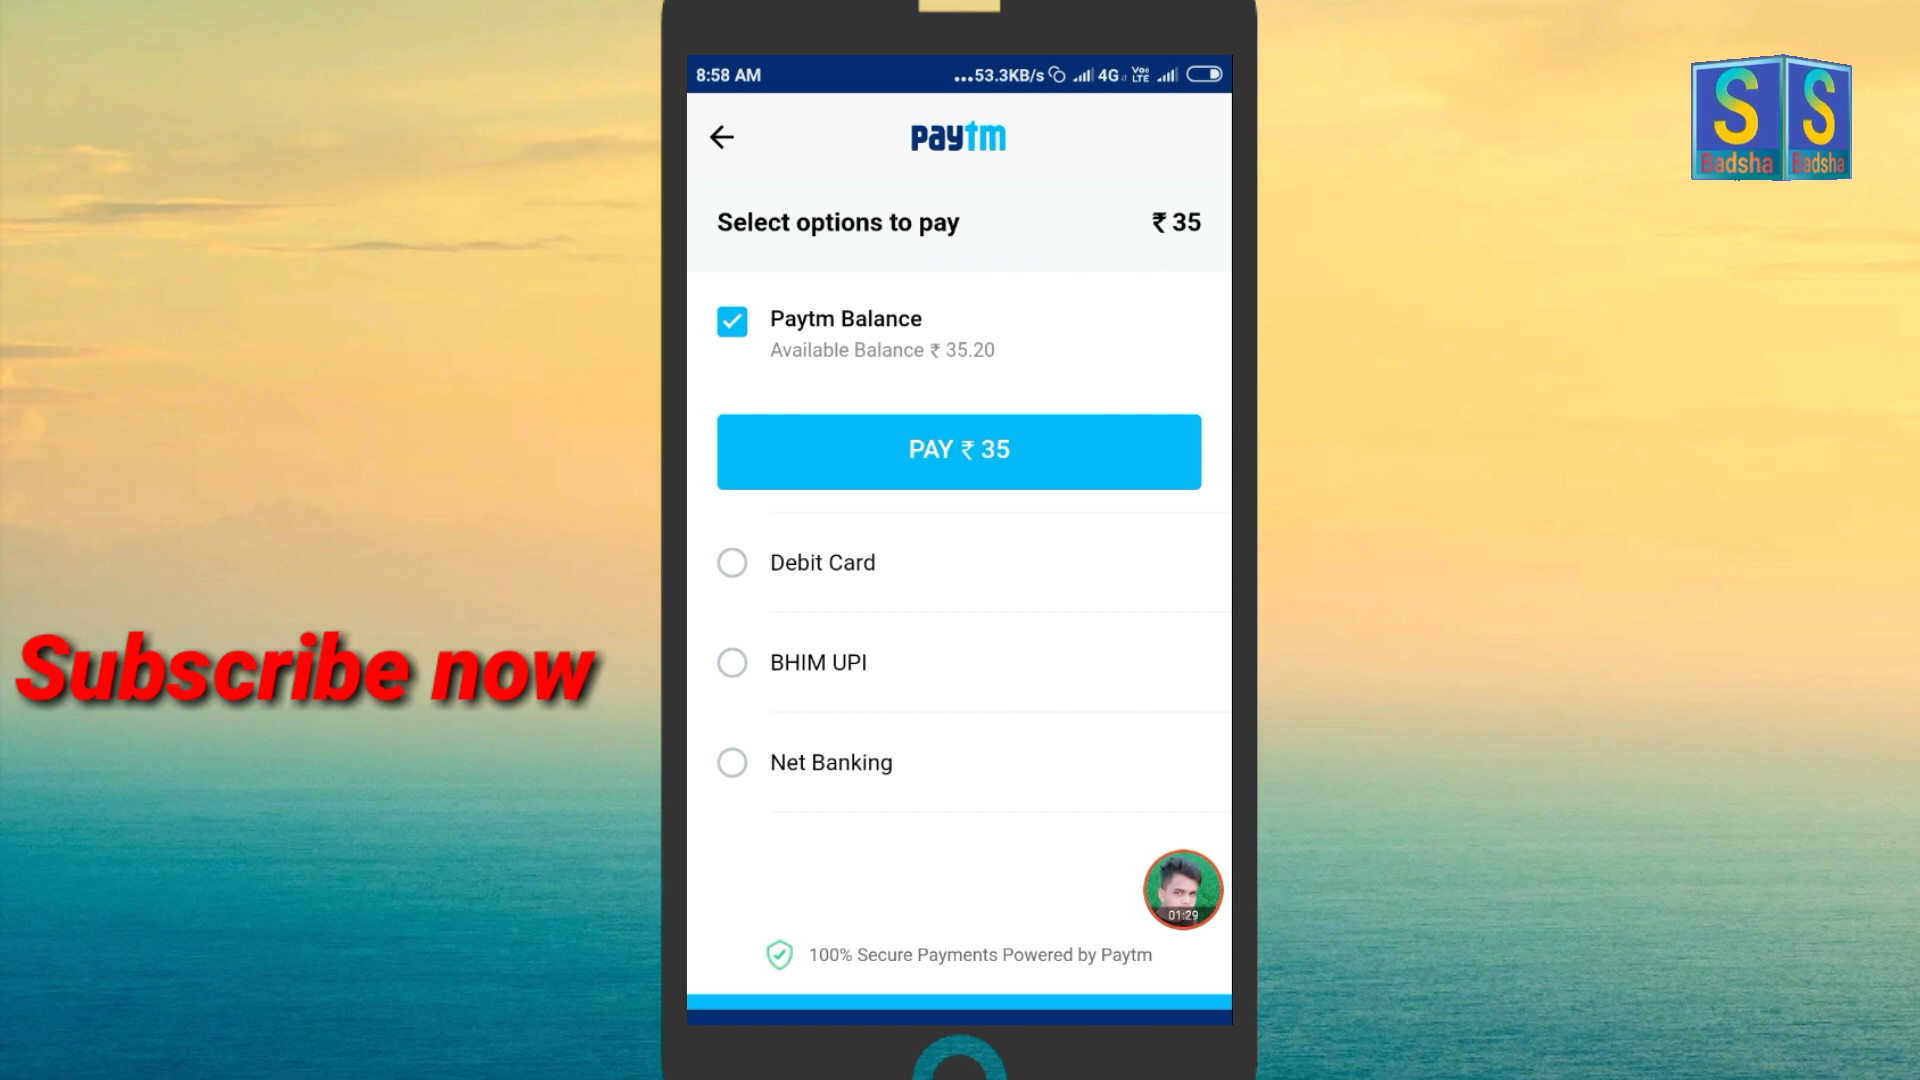 8:58 AM
...53.3KB/s 4G Vo LTE
paytm
S S
Badsha Badsha
Select options to pay ₹ 35
Paytm Balance
Available Balance ₹ 35.20
PAY ₹ 35
Debit Card
BHIM UPI
Subscribe now
Net Banking
01:29
100% Secure Payments Powered by Paytm